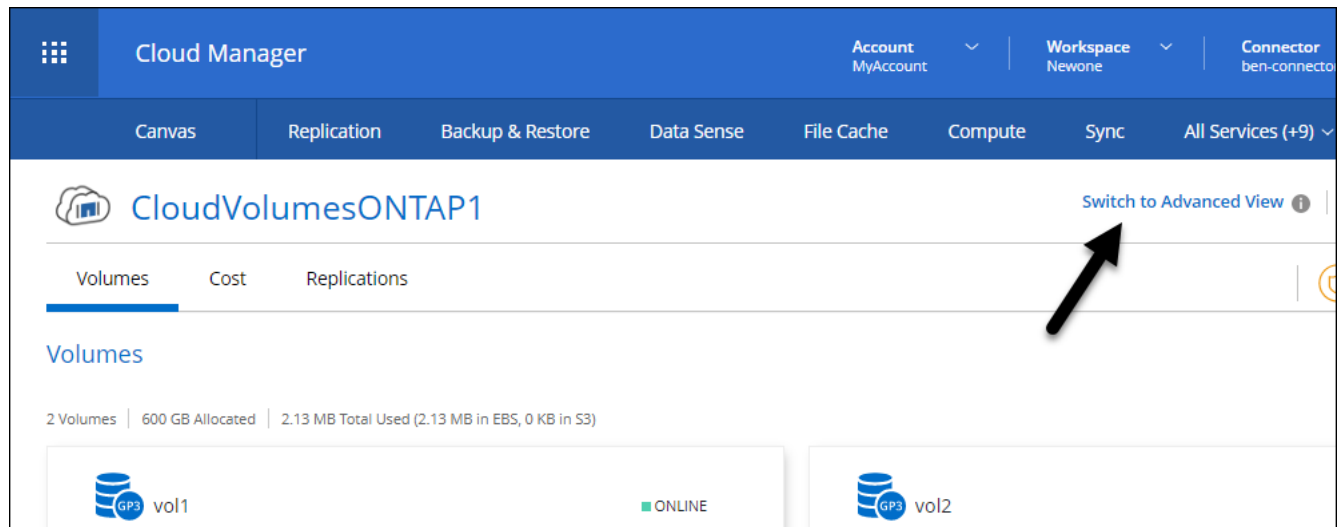 Cloud Manager
Account
MyAccount
Workspace
Newone
Connector
ben-connector
Canvas Replication Backup & Restore Data Sense File Cache Compute Sync All Services (+9)
CloudVolumesONTAP1
Switch to Advanced View
Volumes Cost Replications
Volumes
2 Volumes | 600 GB Allocated | 2.13 MB Total Used (2.13 MB in EBS, 0 KB in S3)
GP3 vol1 ONLINE GP3 vol2